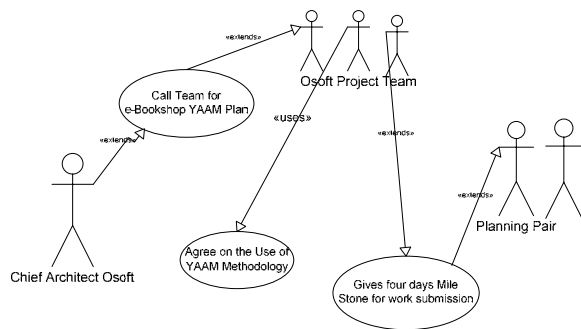 «extends»
Osoft Project Team
Call Team for
e-Bookshop YAAM Plan
«extends»
«uses»
«extends»
«extends»
Chief Architect Osoft
Agree on the Use of
YAAM Methodology
Planning Pair
Gives four days Mile
Stone for work submission